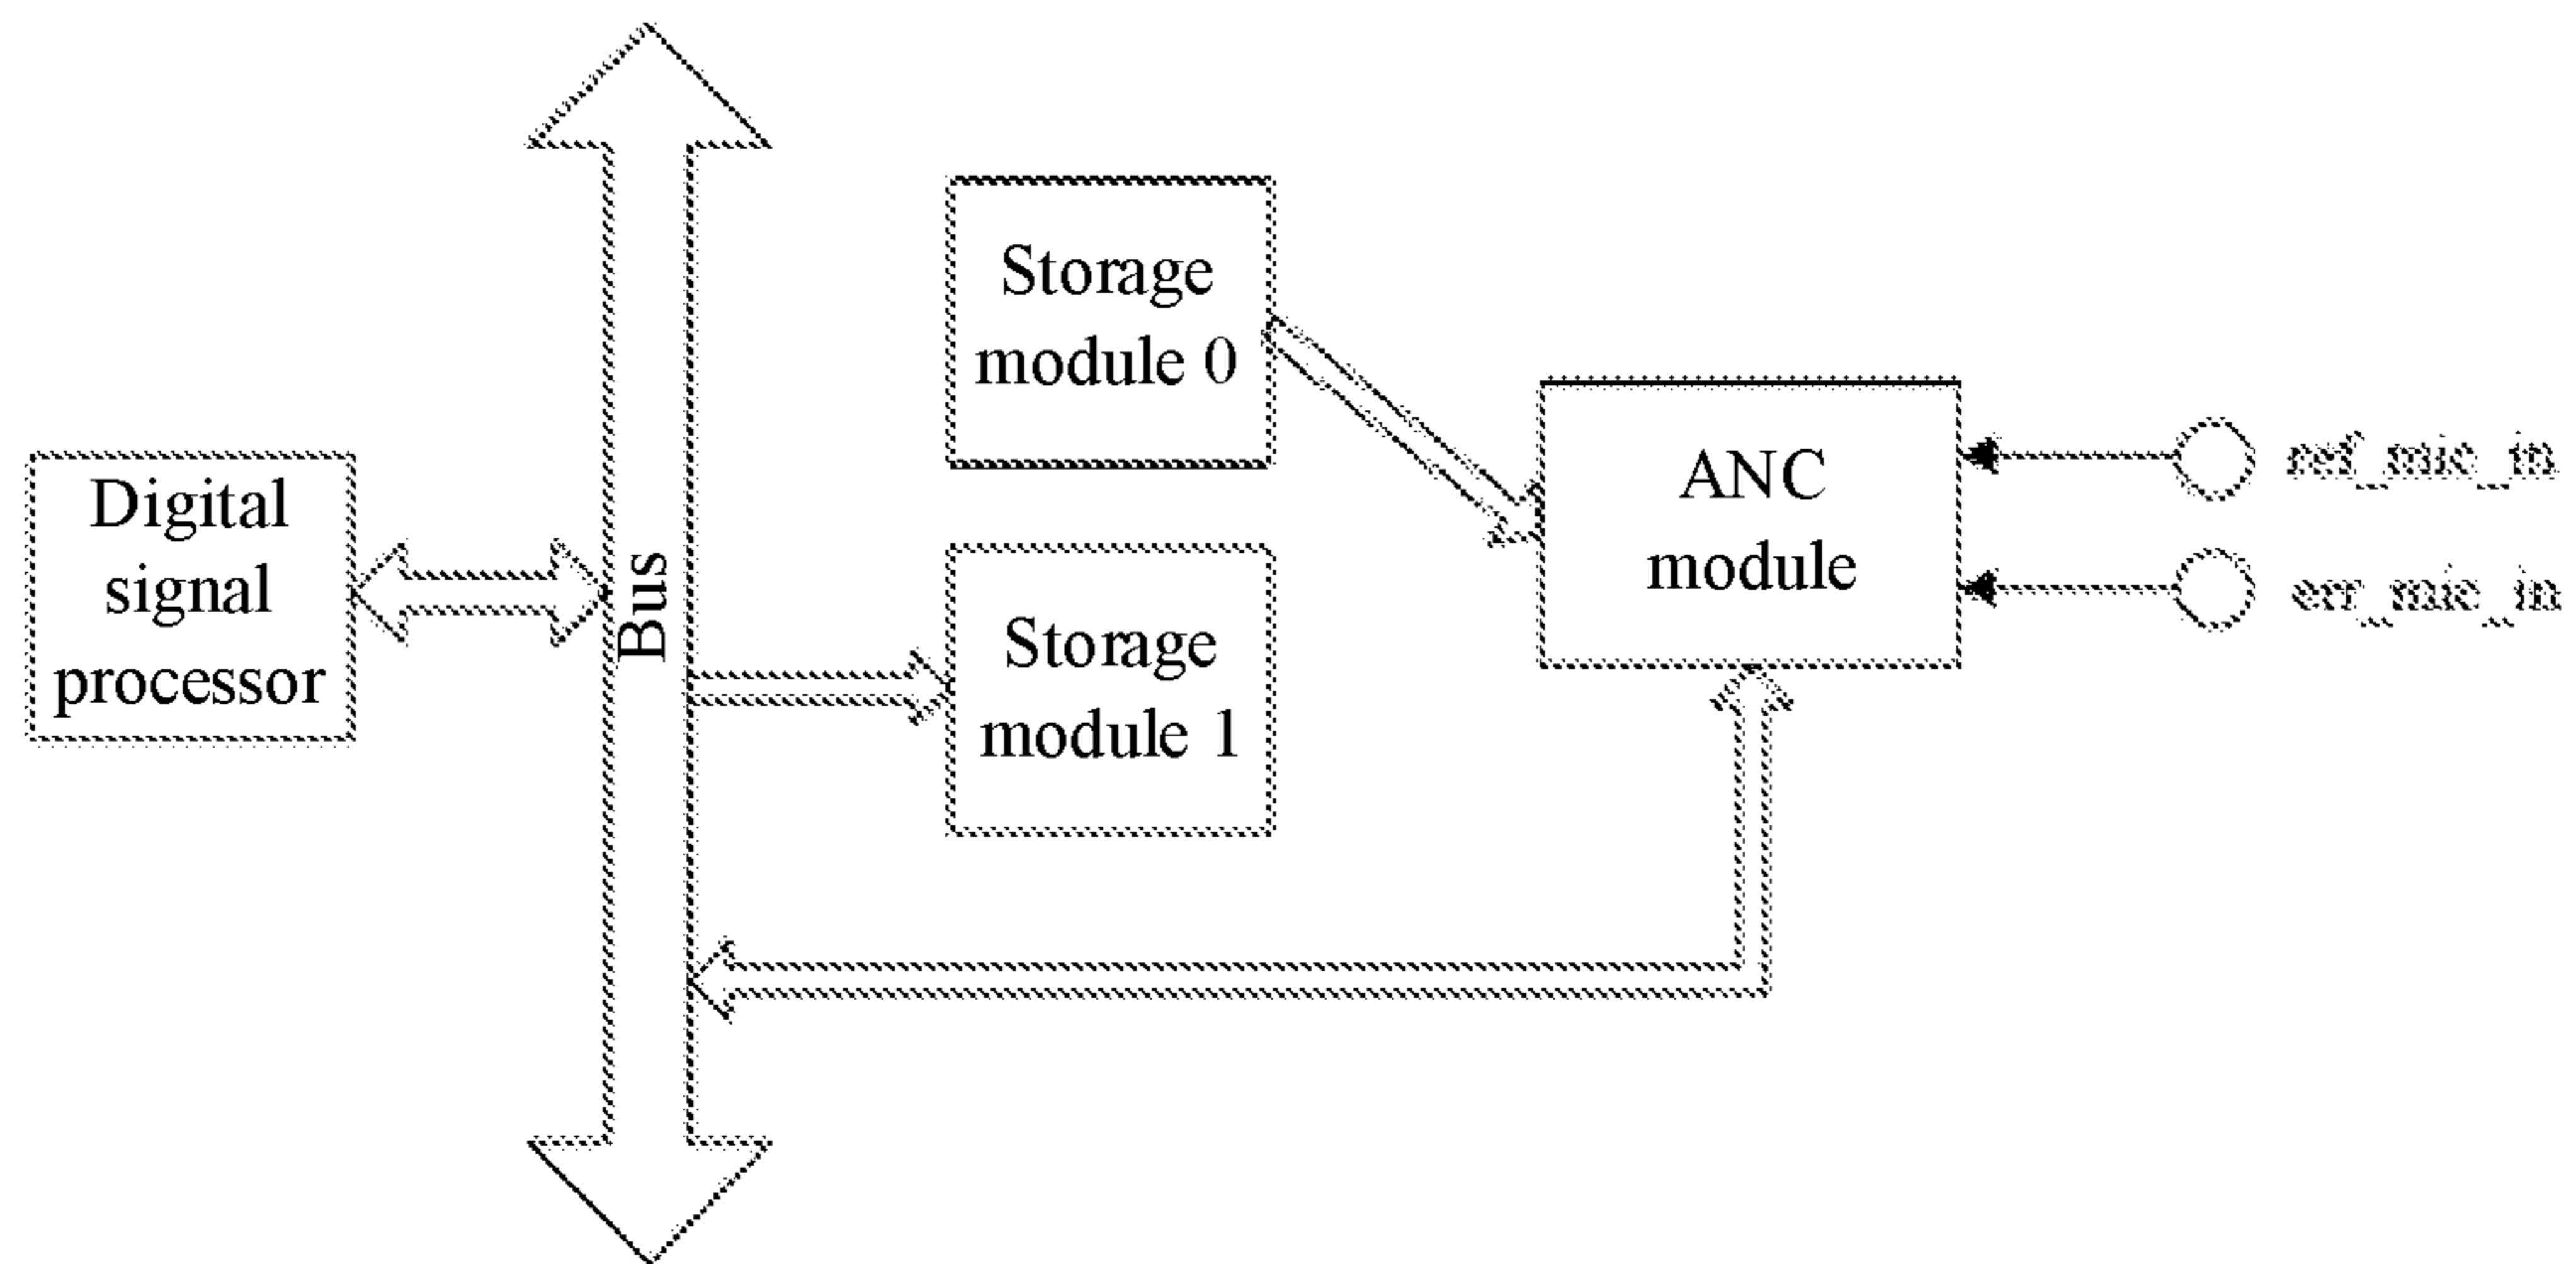 Digital
signal
processor
Bus
Storage
module 0
Storage
module 1
ANC
module
ref_mic_in
err_mic_in